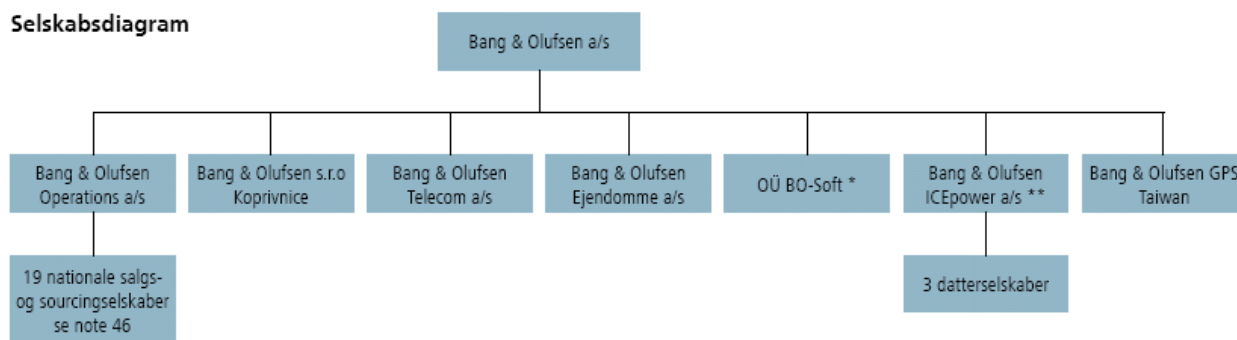 Selskabsdiagram
Bang & Olufsen a/s
Bang & Olufsen
Operations a/s
Bang & Olufsen s.r.o
Koprivnice
Bang & Olufsen
Telecom a/s
Bang & Olufsen
Ejendomme a/s
OÜ BO-Soft *
Bang & Olufsen
ICEpower a/s **
Bang & Olufsen GPS
Taiwan
19 nationale salgs-
og sourcingselskaber
se note 46
3 datterselskaber